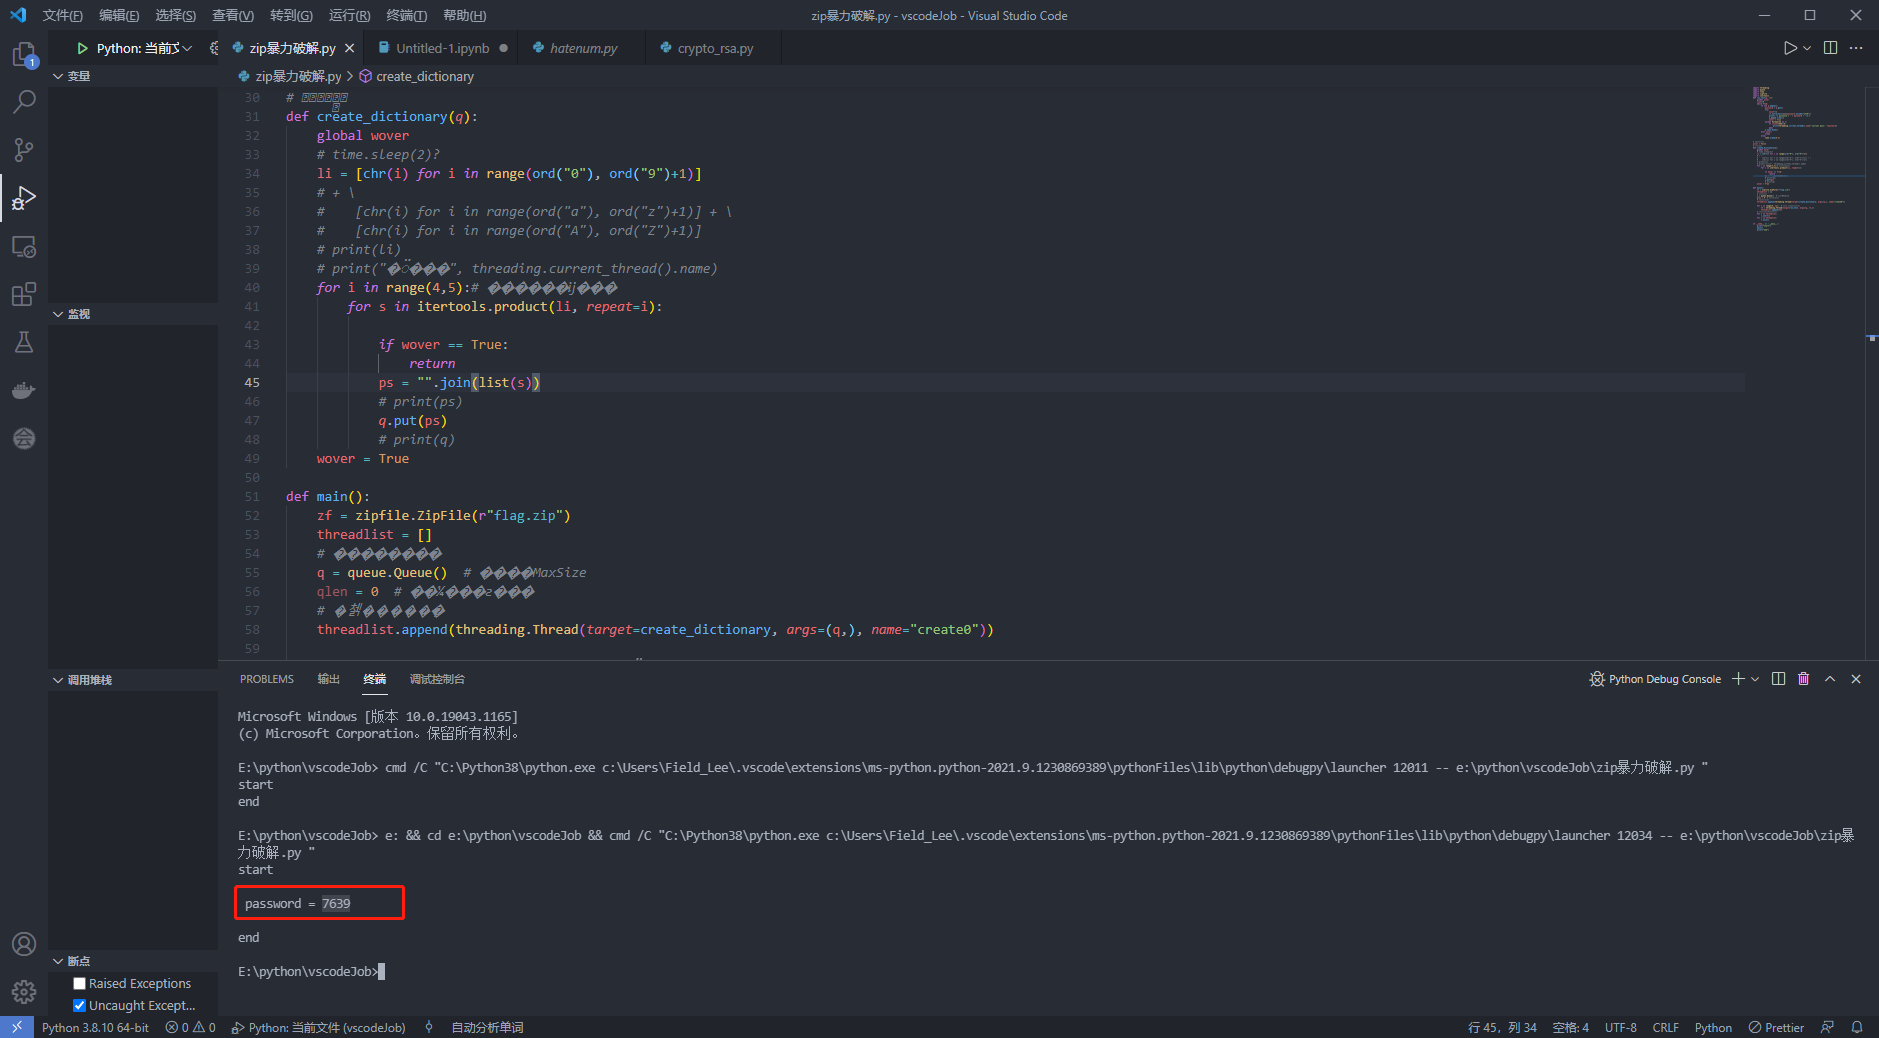 文件(F) 编辑(E) 选择(S) 查看(V) 转到(G) 运行(R) 终端(T) 帮助(H) zip暴力破解.py - vscodeJob - Visual Studio Code
Python: 当前文 zip暴力破解.py Untitled-1.ipynb hatenum.py crypto_rsa.py
变量
zip暴力破解.py > create_dictionary
30 #
31 def create_dictionary(q):
32 global wover
33 # time.sleep(2)?
34 li = [chr(i) for i in range(ord("0"), ord("9")+1)]
35 # + \
36 # [chr(i) for i in range(ord("a"), ord("z")+1)] + \
37 # [chr(i) for i in range(ord("A"), ord("Z")+1)]
38 # print(li)
39 # print("", threading.current_thread().name)
40 for i in range(4,5):#
41 for s in itertools.product(li, repeat=i):
42
43 if wover == True:
44 return
45 ps = "".join(list(s))
46 # print(ps)
47 q.put(ps)
48 # print(q)
49 wover = True
50
51 def main():
52 zf = zipfile.ZipFile(r"flag.zip")
53 threadlist = []
54 # ��������
55 q = queue.Queue() # ����MaxSize
56 qlen = 0 #
57 #
58 threadlist.append(threading.Thread(target=create_dictionary, args=(q,), name="create0"))
59
监视
调用堆栈
断点
Raised Exceptions
Uncaught Except...
PROBLEMS 输出 终端 调试控制台 Python Debug Console
Microsoft Windows [版本 10.0.19043.1165]
(c) Microsoft Corporation。保留所有权利。
E:\python\vscodeJob> cmd /C "C:\Python38\python.exe c:\Users\Field_Lee\.vscode\extensions\ms-python.python-2021.9.1230869389\pythonFiles\lib\python\debugpy\launcher 12011 -- e:\python\vscodeJob\zip暴力破解.py "
start
end
E:\python\vscodeJob> e: && cd e:\python\vscodeJob && cmd /C "C:\Python38\python.exe c:\Users\Field_Lee\.vscode\extensions\ms-python.python-2021.9.1230869389\pythonFiles\lib\python\debugpy\launcher 12034 -- e:\python\vscodeJob\zip暴
力破解.py "
start
password = 7639
end
E:\python\vscodeJob>
Python 3.8.10 64-bit 0 0 Python: 当前文件 (vscodeJob) 自动分析单词 行 45，列 34 空格: 4 UTF-8 CRLF Python Prettier